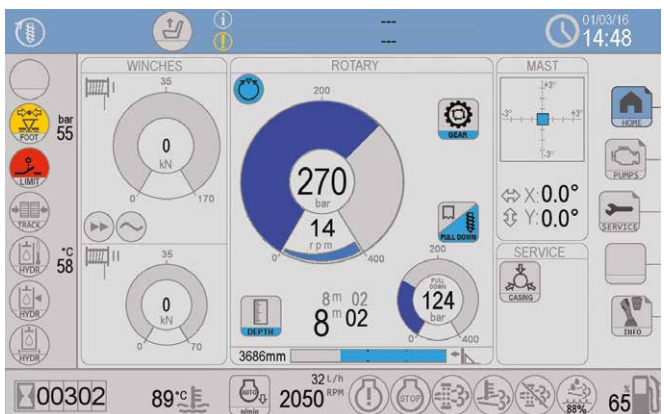 01/03/16
14:48
---
---
WINCHES
ROTARY
MAST
35
I
0
kN
0
170
200
270
bar
14
rpm
0
400
GEAR
PULL DOWN
+3°
-3°
+3°
-3°
X:0.0°
Y:0.0°
HOME
PUMPS
SERVICE
INFO
FOOT
bar
55
LIMIT
TRACK
HYDR
°C
58
HYDR
HYDR
II
35
0
kN
0
70
DEPTH
8m 02
8m 02
200
PULL DOWN
124
bar
0
400
3686mm
SERVICE
CASING
00302
89°C
AUTO
n/min
32 L/h
2050 RPM
STOP
88%
65%